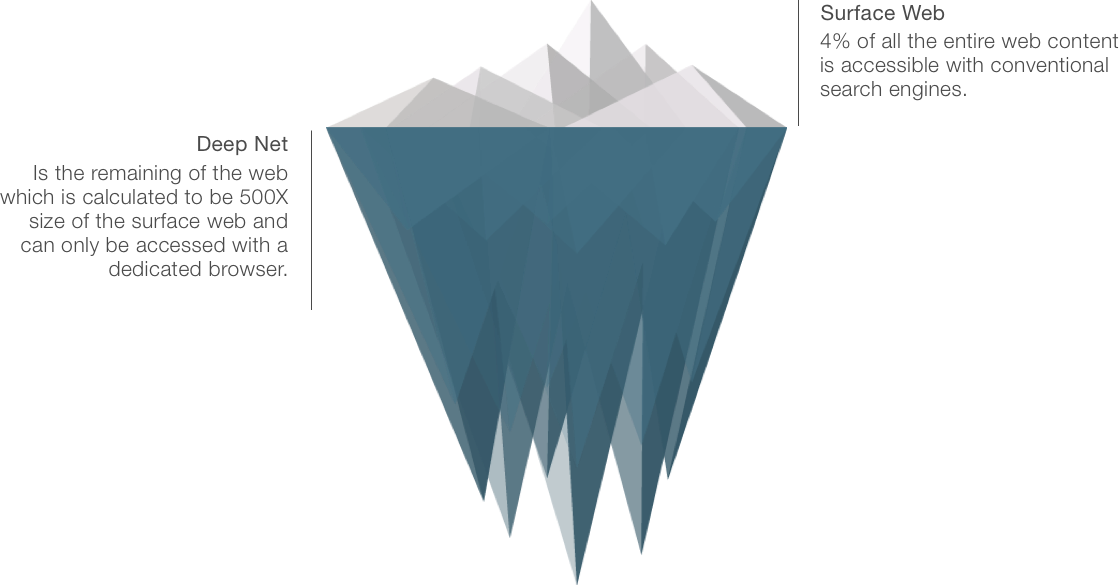 Surface Web
4% of all the entire web content
is accessible with conventional
search engines.
Deep Net
Is the remaining of the web
which is calculated to be 500X
size of the surface web and
can only be accessed with a
dedicated browser.